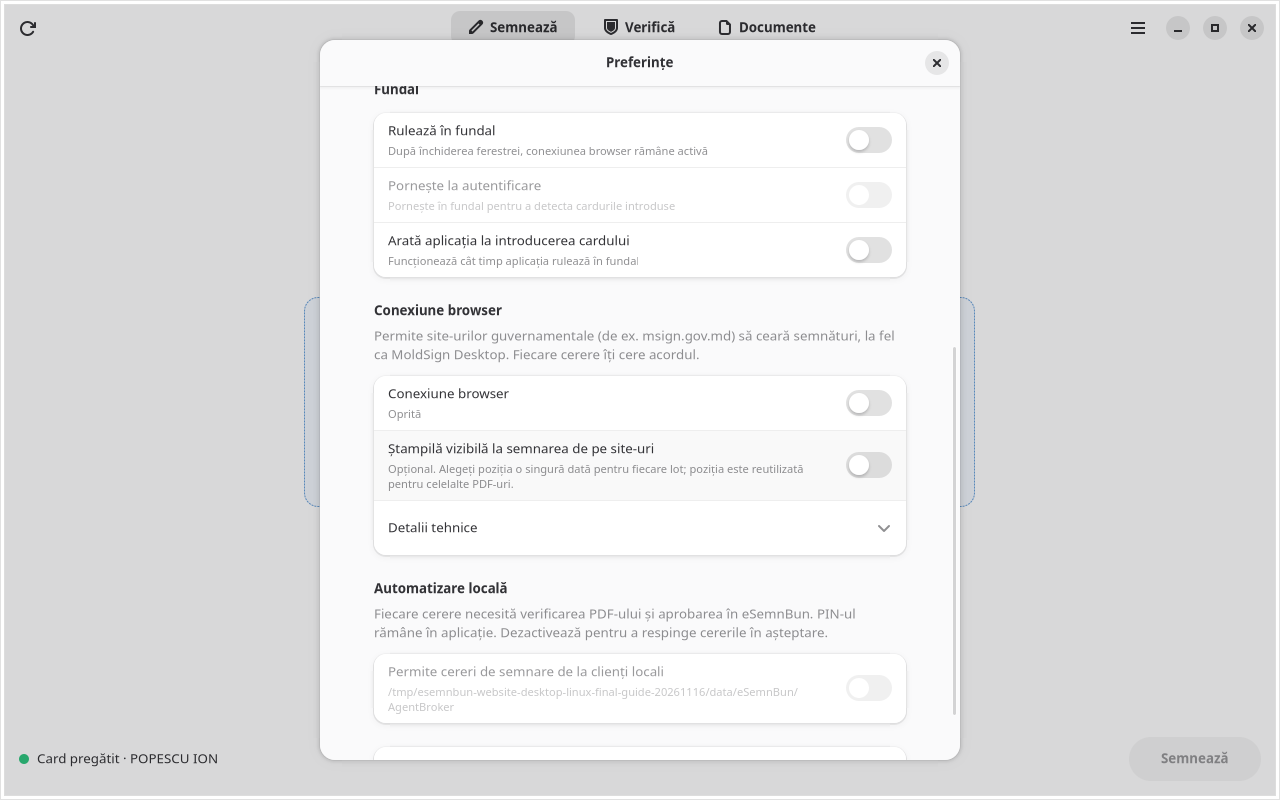 Semnează
Verifică
Documente
Preferințe
Fundal
Rulează în fundal
După închiderea ferestrei, conexiunea browser rămâne activă
Pornește la autentificare
Pornește în fundal pentru a detecta cardurile introduse
Arată aplicația la introducerea cardului
Funcționează cât timp aplicația rulează în fundal
Conexiune browser
Permite site-urilor guvernamentale (de ex. msign.gov.md) să ceară semnături, la fel
ca MoldSign Desktop. Fiecare cerere îți cere acordul.
Conexiune browser
Oprită
Ștampilă vizibilă la semnarea de pe site-uri
Opțional. Alegeți poziția o singură dată pentru fiecare lot; poziția este reutilizată
pentru celelalte PDF-uri.
Detalii tehnice
Automatizare locală
Fiecare cerere necesită verificarea PDF-ului și aprobarea în eSemnBun. PIN-ul
rămâne în aplicație. Dezactivează pentru a respinge cererile în așteptare.
Permite cereri de semnare de la clienți locali
/tmp/esemnbun-website-desktop-linux-final-guide-20261116/data/eSemnBun/
AgentBroker
Card pregătit · POPESCU ION
Semnează